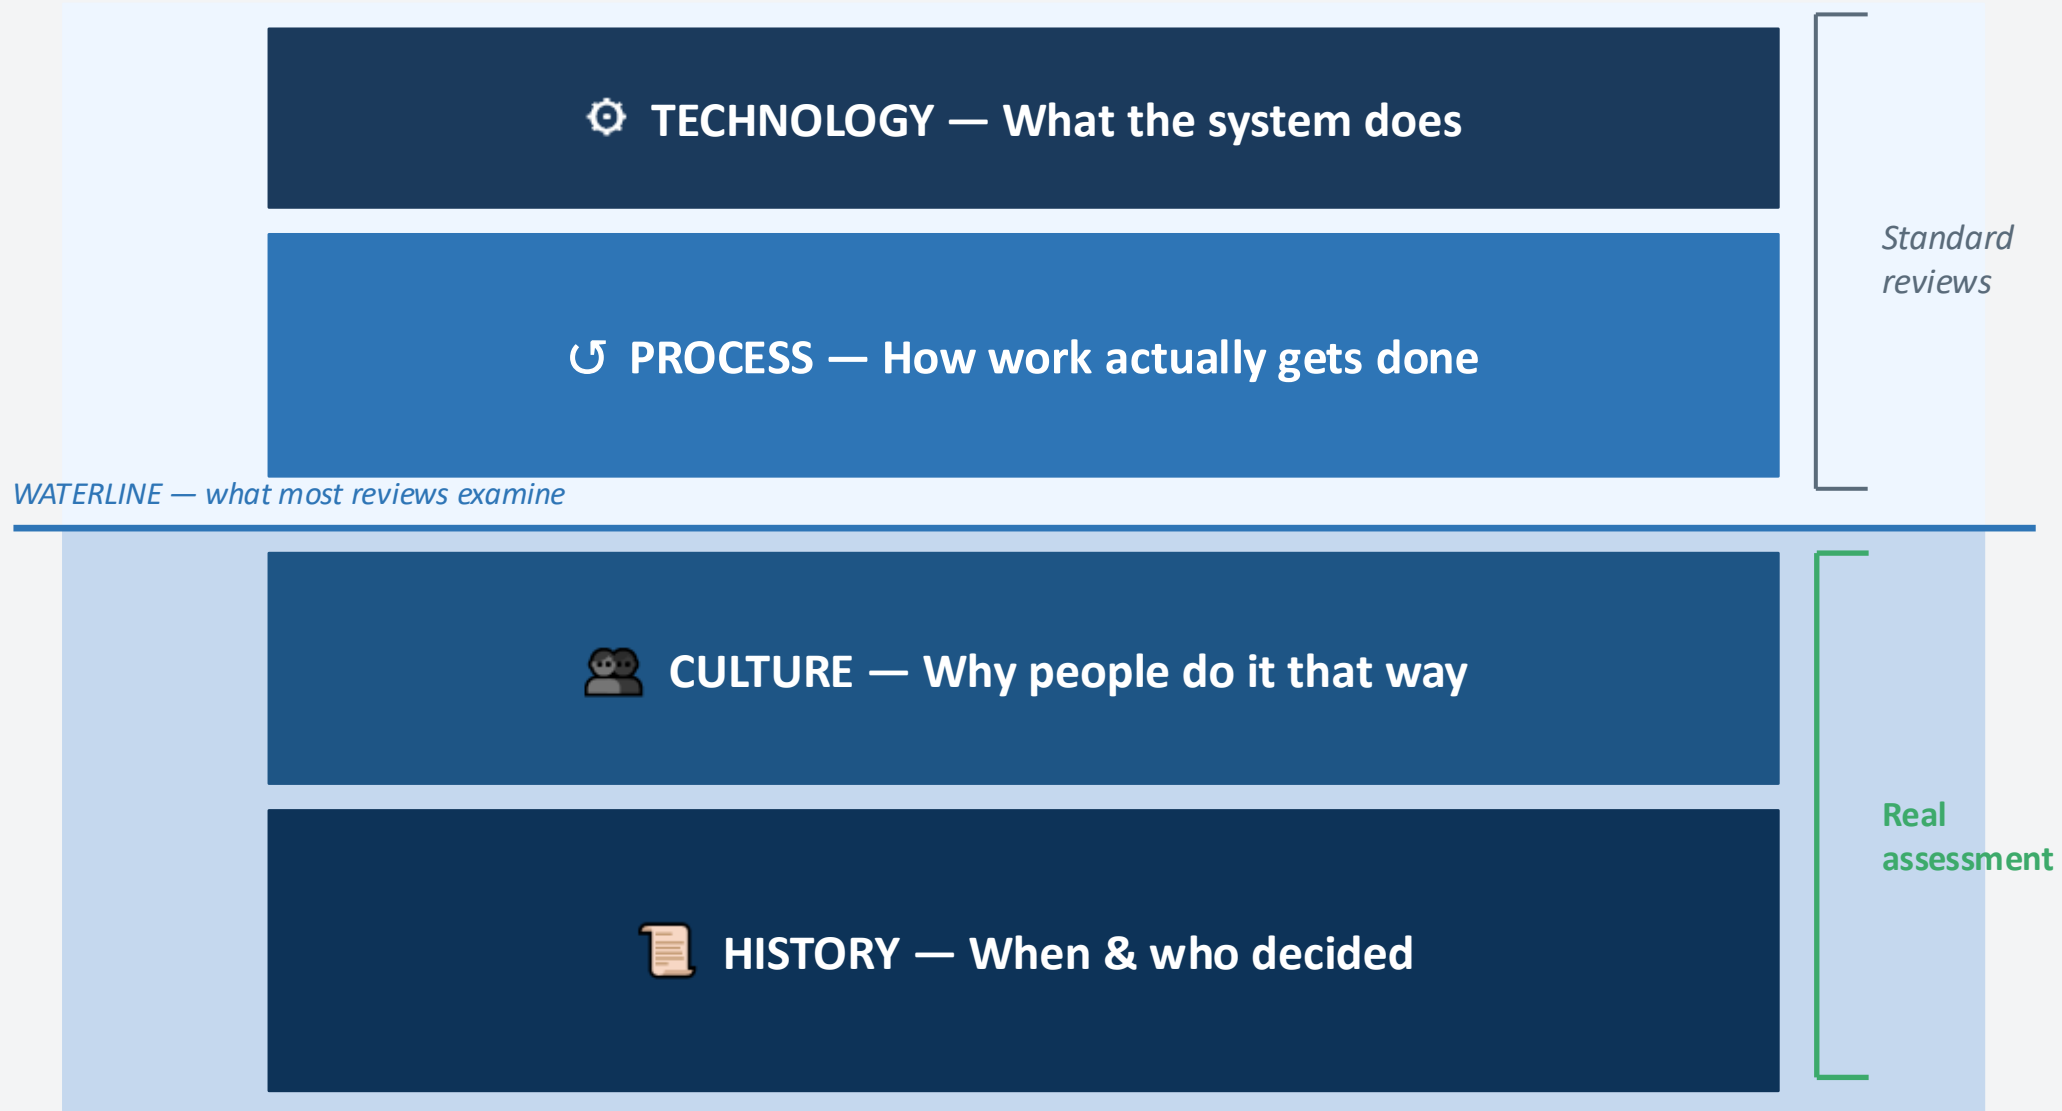 ⚙ TECHNOLOGY — What the system does
Standard
reviews
↺ PROCESS — How work actually gets done
WATERLINE — what most reviews examine
👥 CULTURE — Why people do it that way
Real
assessment
📜 HISTORY — When & who decided